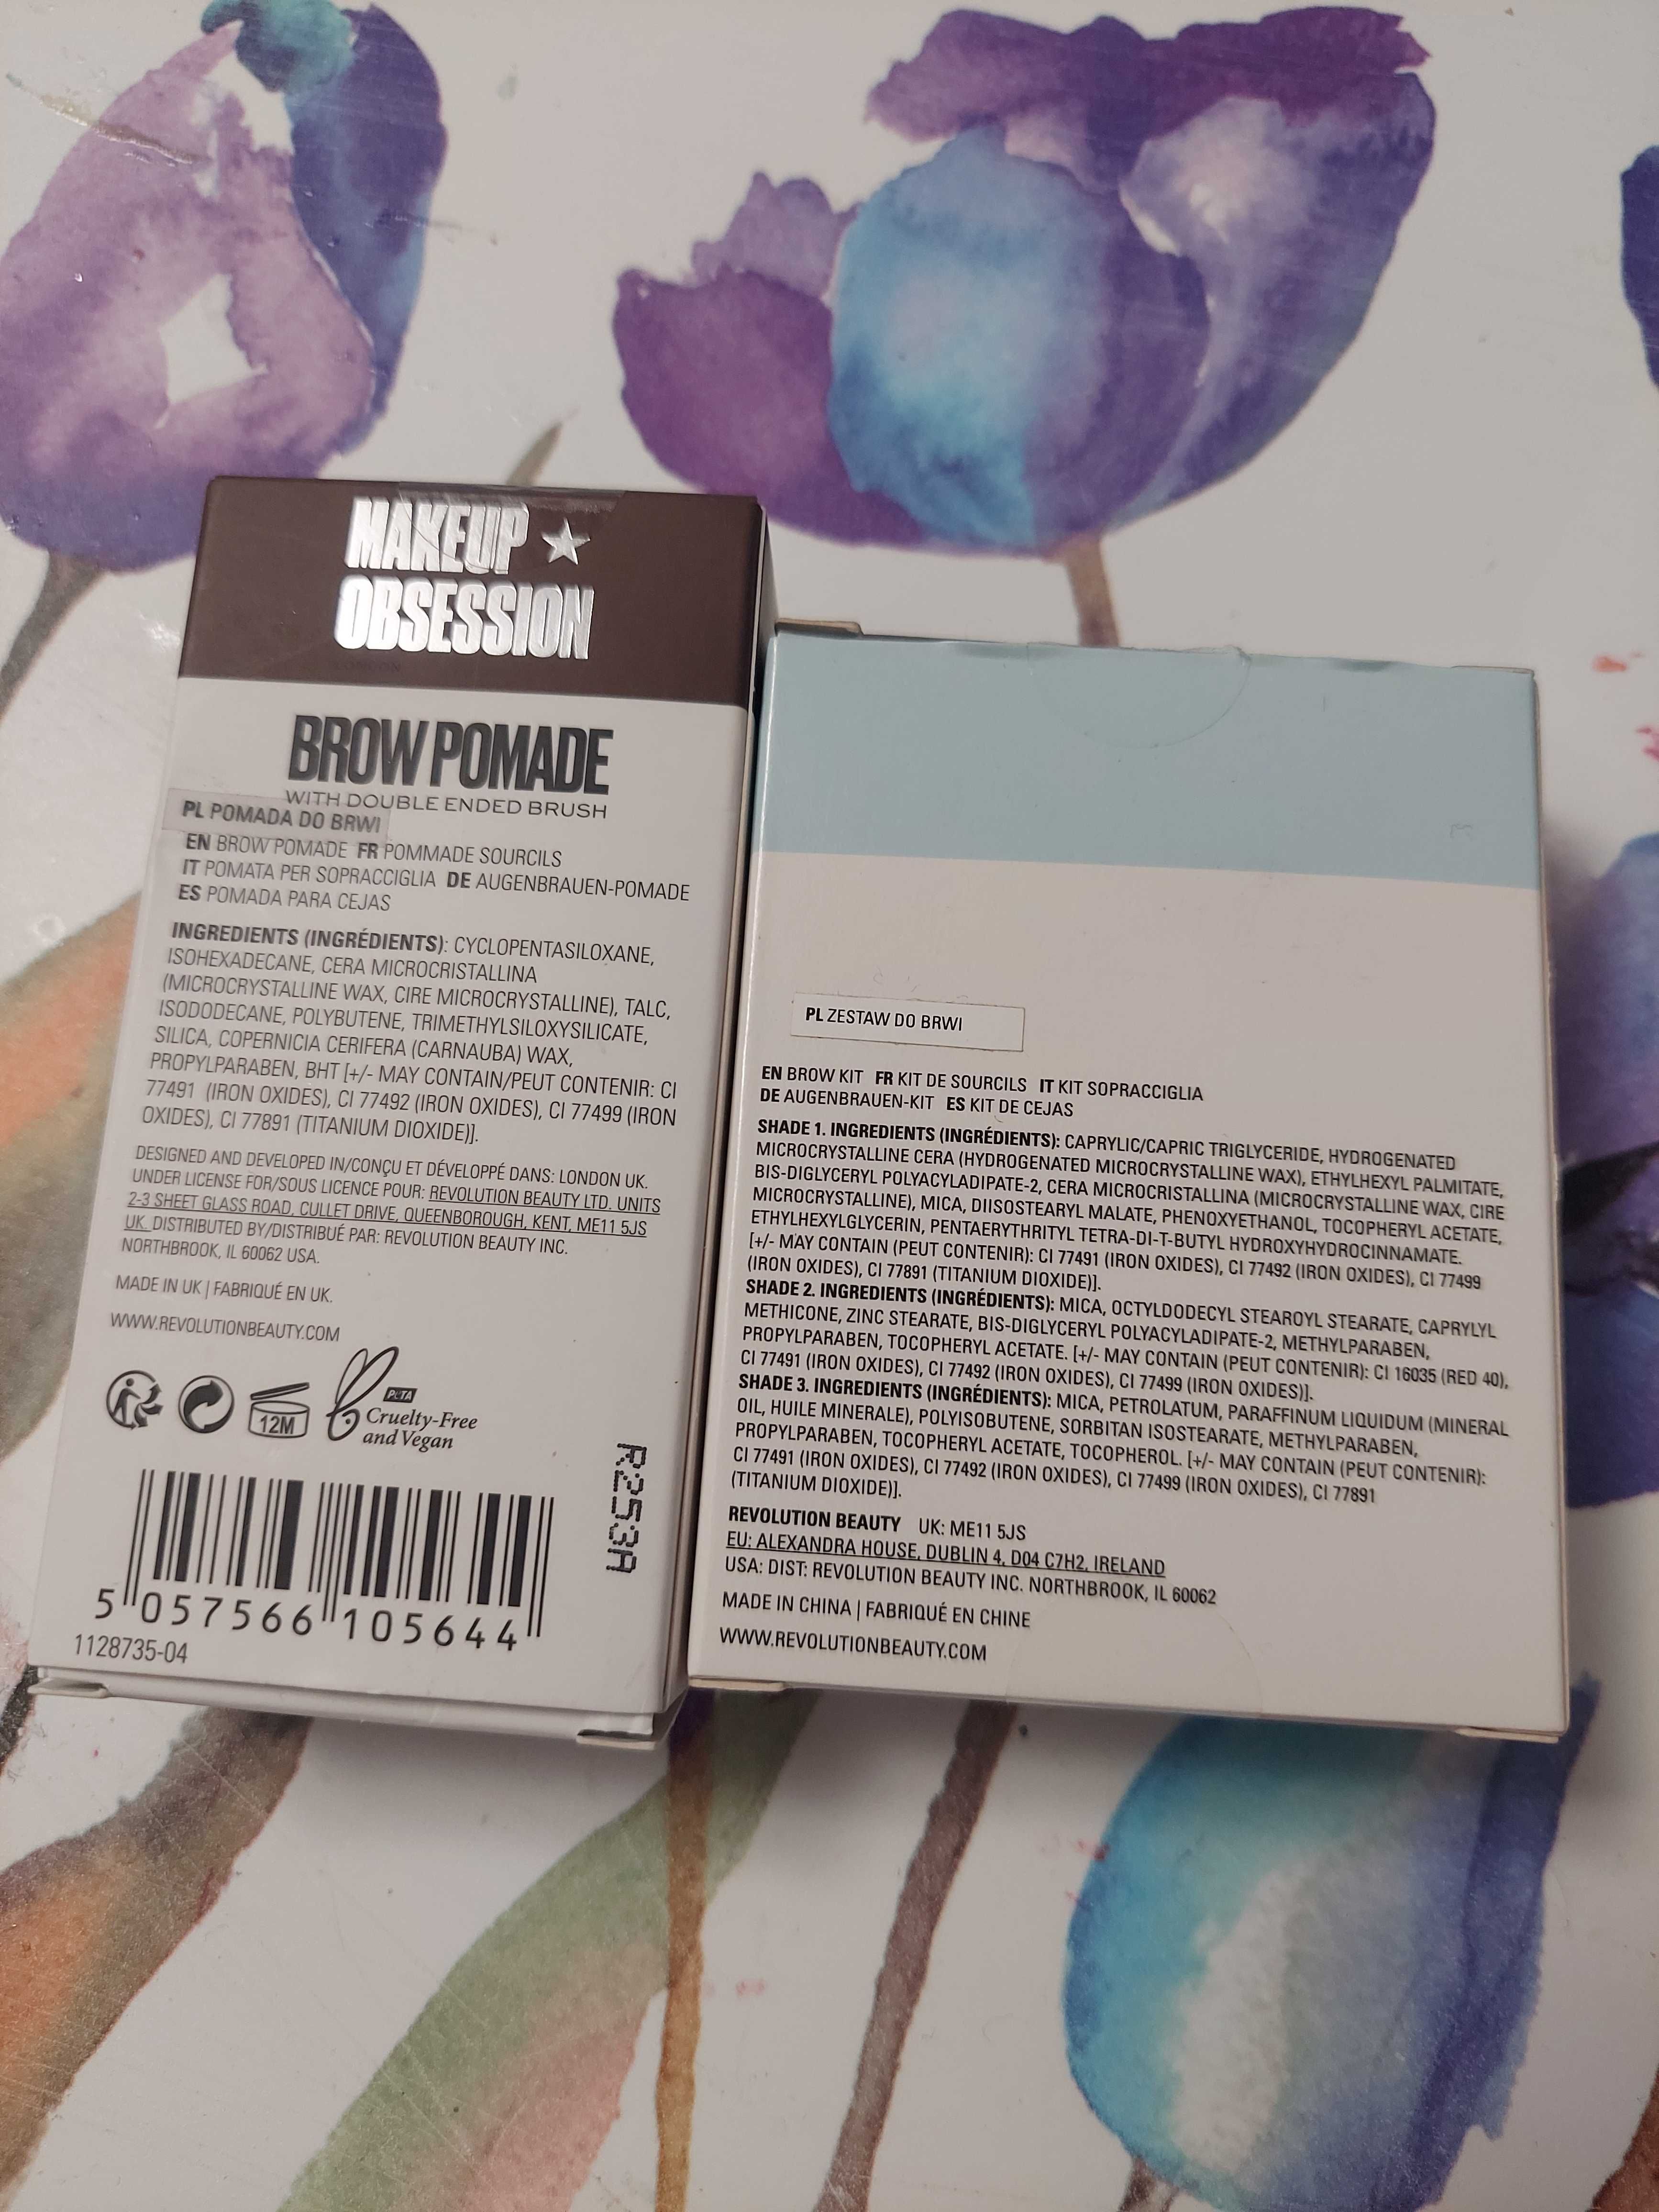 MAKEUP ★
OBSESSION
BROW POMADE
WITH DOUBLE ENDED BRUSH
PL POMADA DO BRWI
EN BROW POMADE FR POMMADE SOURCILS
IT POMATA PER SOPRACCIGLIA DE AUGENBRAUEN-POMADE
ES POMADA PARA CEJAS
INGREDIENTS (INGRÉDIENTS): CYCLOPENTASILOXANE,
ISOHEXADECANE, CERA MICROCRISTALLINA
(MICROCRYSTALLINE WAX, CIRE MICROCRYSTALLINE), TALC,
ISODODECANE, POLYBUTENE, TRIMETHYLSILOXYSILICATE,
SILICA, COPERNICIA CERIFERA (CARNAUBA) WAX,
PROPYLPARABEN, BHT [+/- MAY CONTAIN/PEUT CONTENIR: CI
77491 (IRON OXIDES), CI 77492 (IRON OXIDES), CI 77499 (IRON
OXIDES), CI 77891 (TITANIUM DIOXIDE)].
DESIGNED AND DEVELOPED IN/CONÇU ET DÉVELOPPÉ DANS: LONDON UK.
UNDER LICENSE FOR/SOUS LICENCE POUR: REVOLUTION BEAUTY LTD. UNITS
2-3 SHEET GLASS ROAD, CULLET DRIVE, QUEENBOROUGH, KENT, ME11 5JS
UK. DISTRIBUTED BY/DISTRIBUÉ PAR: REVOLUTION BEAUTY INC.
NORTHBROOK, IL 60062 USA.
MADE IN UK | FABRIQUÉ EN UK.
WWW.REVOLUTIONBEAUTY.COM
12M
PETA
Cruelty-Free
and Vegan
R253A
5 057566 105644
1128735-04
PL ZESTAW DO BRWI
EN BROW KIT FR KIT DE SOURCILS IT KIT SOPRACCIGLIA
DE AUGENBRAUEN-KIT ES KIT DE CEJAS
SHADE 1. INGREDIENTS (INGRÉDIENTS): CAPRYLIC/CAPRIC TRIGLYCERIDE, HYDROGENATED
MICROCRYSTALLINE CERA (HYDROGENATED MICROCRYSTALLINE WAX), ETHYLHEXYL PALMITATE,
BIS-DIGLYCERYL POLYACYLADIPATE-2, CERA MICROCRISTALLINA (MICROCRYSTALLINE WAX, CIRE
MICROCRYSTALLINE), MICA, DIISOSTEARYL MALATE, PHENOXYETHANOL, TOCOPHERYL ACETATE,
ETHYLHEXYLGLYCERIN, PENTAERYTHRITYL TETRA-DI-T-BUTYL HYDROXYHYDROCINNAMATE.
[+/- MAY CONTAIN (PEUT CONTENIR): CI 77491 (IRON OXIDES), CI 77492 (IRON OXIDES), CI 77499
(IRON OXIDES), CI 77891 (TITANIUM DIOXIDE)].
SHADE 2. INGREDIENTS (INGRÉDIENTS): MICA, OCTYLDODECYL STEAROYL STEARATE, CAPRYLYL
METHICONE, ZINC STEARATE, BIS-DIGLYCERYL POLYACYLADIPATE-2, METHYLPARABEN,
PROPYLPARABEN, TOCOPHERYL ACETATE. [+/- MAY CONTAIN (PEUT CONTENIR): CI 16035 (RED 40),
CI 77491 (IRON OXIDES), CI 77492 (IRON OXIDES), CI 77499 (IRON OXIDES)].
SHADE 3. INGREDIENTS (INGRÉDIENTS): MICA, PETROLATUM, PARAFFINUM LIQUIDUM (MINERAL
OIL, HUILE MINERALE), POLYISOBUTENE, SORBITAN ISOSTEARATE, METHYLPARABEN,
PROPYLPARABEN, TOCOPHERYL ACETATE, TOCOPHEROL. [+/- MAY CONTAIN (PEUT CONTENIR):
CI 77491 (IRON OXIDES), CI 77492 (IRON OXIDES), CI 77499 (IRON OXIDES), CI 77891
(TITANIUM DIOXIDE)].
REVOLUTION BEAUTY UK: ME11 5JS
EU: ALEXANDRA HOUSE, DUBLIN 4, D04 C7H2, IRELAND
USA: DIST: REVOLUTION BEAUTY INC. NORTHBROOK, IL 60062
MADE IN CHINA | FABRIQUÉ EN CHINE
WWW.REVOLUTIONBEAUTY.COM